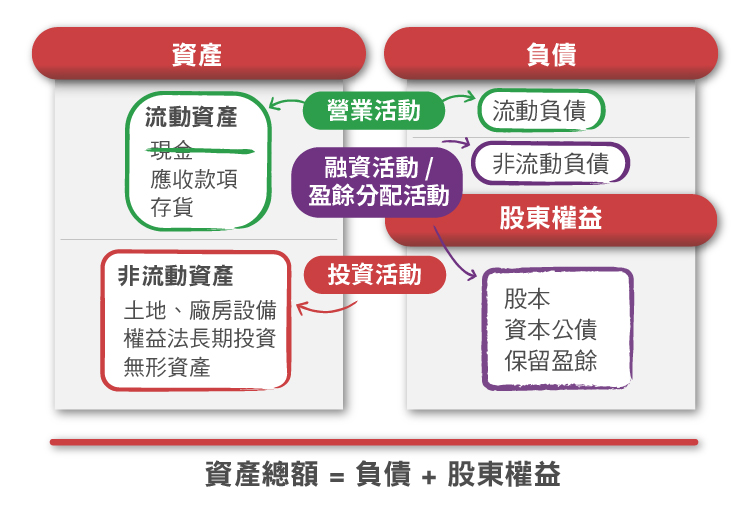 資產
負債
流動資產
現金
應收款項
存貨
營業活動
流動負債
融資活動 /
盈餘分配活動
非流動負債
股東權益
非流動資產
土地、廠房設備
權益法長期投資
無形資產
投資活動
股本
資本公債
保留盈餘
資產總額 = 負債 + 股東權益